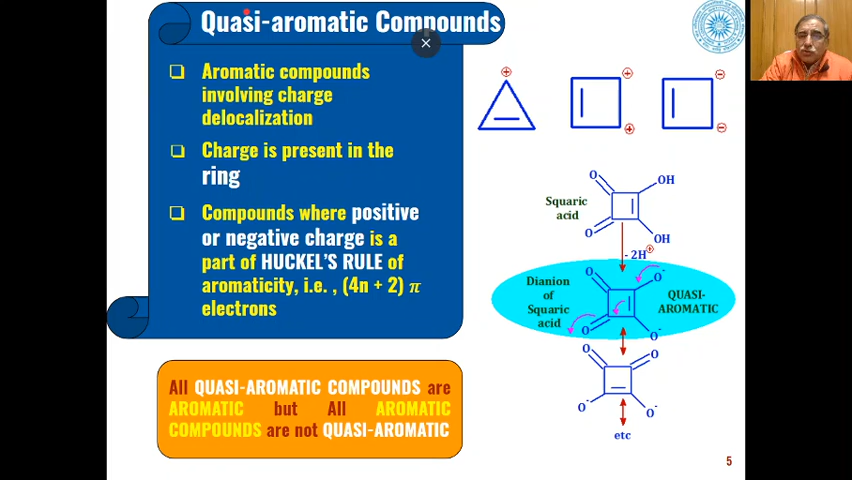 Quasi-aromatic Compounds
❑ Aromatic compounds
involving charge
delocalization
❑ Charge is present in the
ring
❑ Compounds where positive
or negative charge is a
part of HUCKEL'S RULE of
aromaticity, i.e. , (4n + 2) π
electrons
All QUASI-AROMATIC COMPOUNDS are
AROMATIC but All AROMATIC
COMPOUNDS are not QUASI-AROMATIC
+
+
+
−
−
O
OH
Squaric
acid
O
OH
- 2H+
O
O-
Dianion
of
Squaric
acid
QUASI-
AROMATIC
O
O-
O
O
O-
O-
etc
5